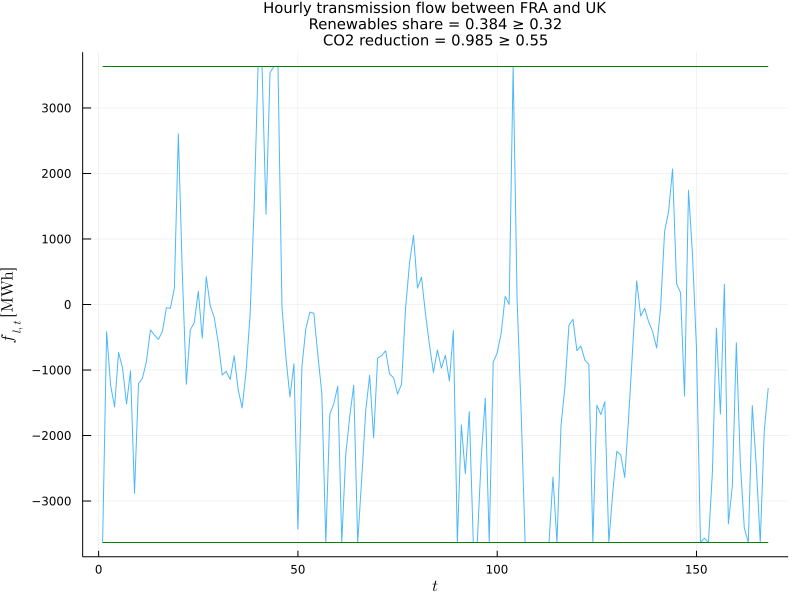 Hourly transmission flow between FRA and UK
Renewables share = 0.384 ≥ 0.32
CO2 reduction = 0.985 ≥ 0.55
f_{l,t} [MWh]
3000
2000
1000
0
−1000
−2000
−3000
0 50 100 150
t